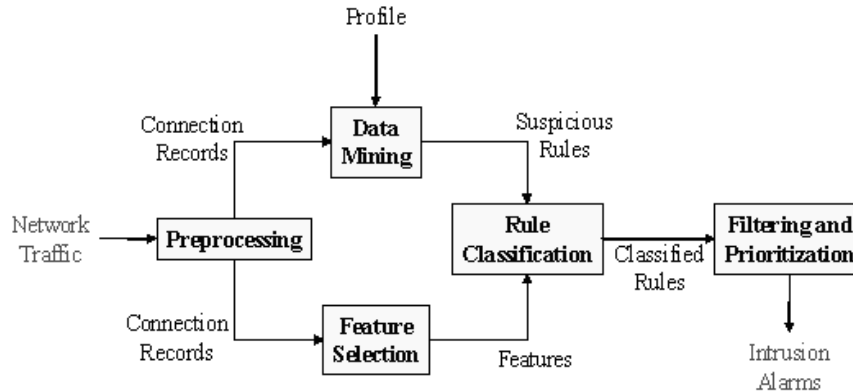 Profile
Connection
Records
Data
Mining
Suspicious
Rules
Network
Traffic
Preprocessing
Rule
Classification
Classified
Rules
Filtering and
Prioritization
Connection
Records
Feature
Selection
Features
Intrusion
Alarms